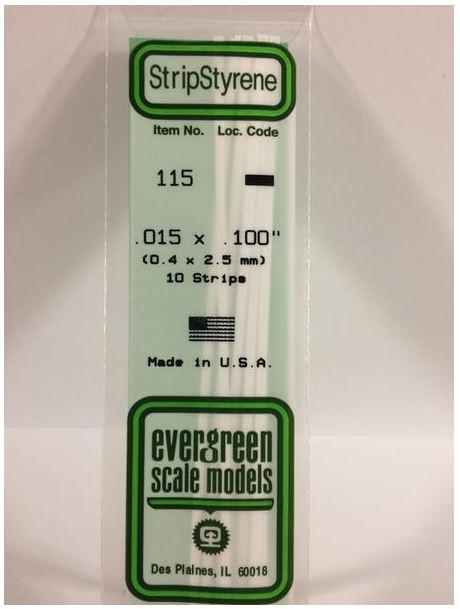 StripStyrene
Item No. Loc. Code
115
.015 x .100"
(0.4 x 2.5 mm)
10 Strips
Made in U.S.A.
evergreen
scale models
Des Plaines, IL 60018